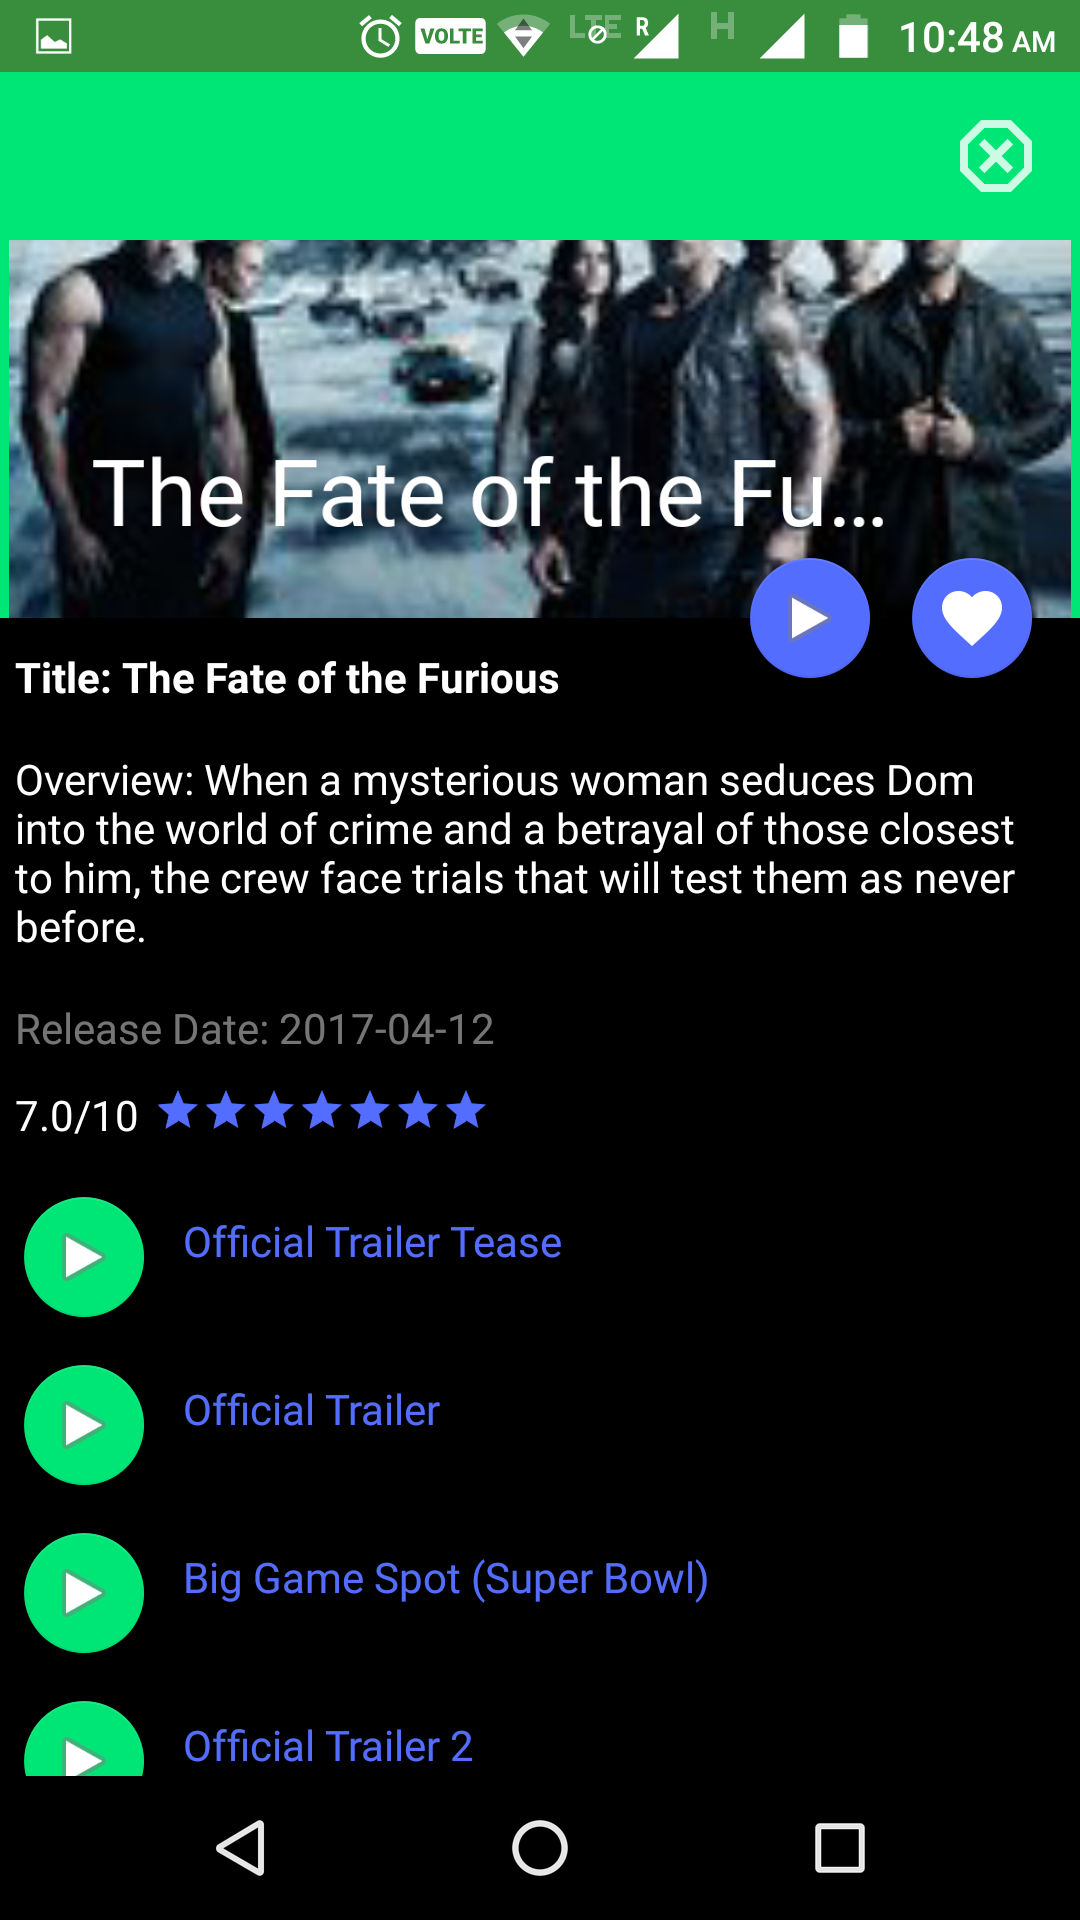 VOLTE LTE R H 10:48 AM
The Fate of the Fu...
Title: The Fate of the Furious
Overview: When a mysterious woman seduces Dom
into the world of crime and a betrayal of those closest
to him, the crew face trials that will test them as never
before.
Release Date: 2017-04-12
7.0/10
Official Trailer Tease
Official Trailer
Big Game Spot (Super Bowl)
Official Trailer 2